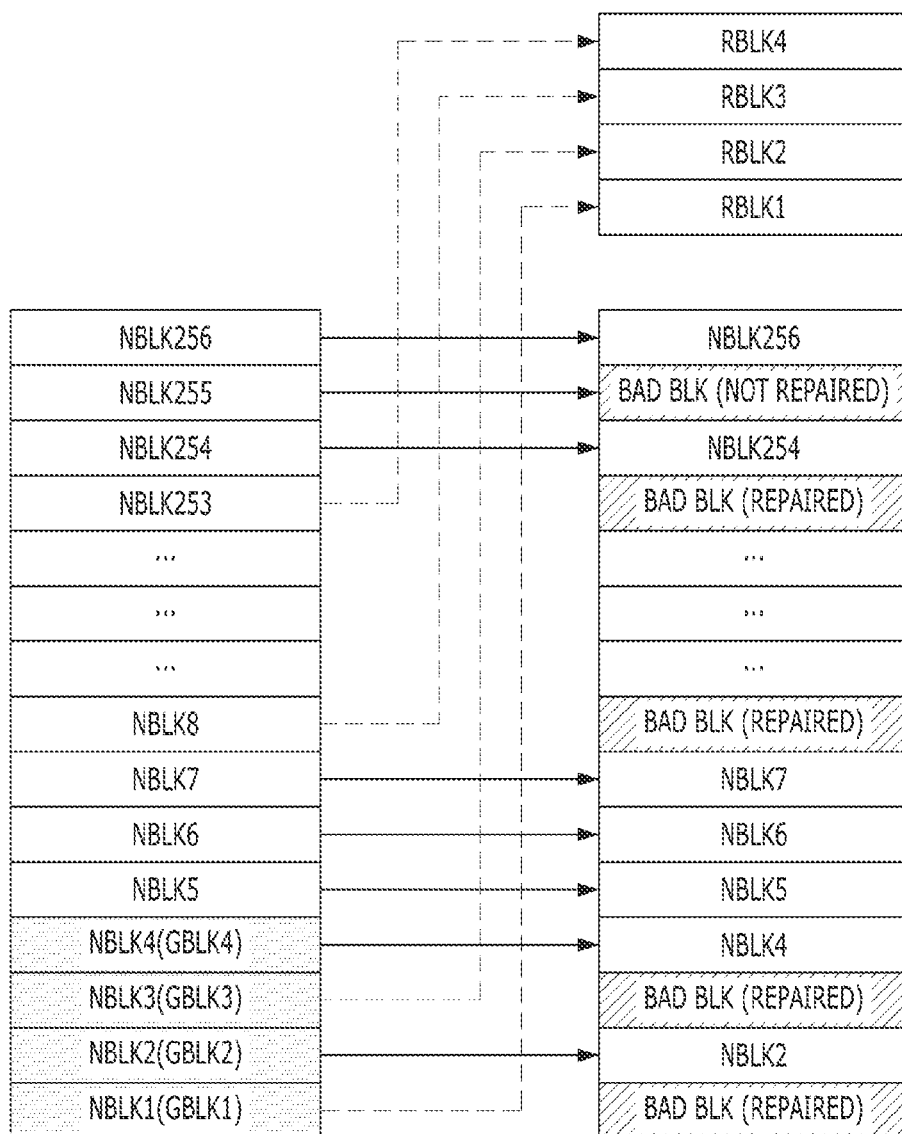 RBLK4
RBLK3
RBLK2
RBLK1
NBLK256
NBLK255
NBLK254
NBLK253
...
...
...
NBLK8
NBLK7
NBLK6
NBLK5
NBLK4(GBLK4)
NBLK3(GBLK3)
NBLK2(GBLK2)
NBLK1(GBLK1)
NBLK256
BAD BLK (NOT REPAIRED)
NBLK254
BAD BLK (REPAIRED)
...
...
...
BAD BLK (REPAIRED)
NBLK7
NBLK6
NBLK5
NBLK4
BAD BLK (REPAIRED)
NBLK2
BAD BLK (REPAIRED)